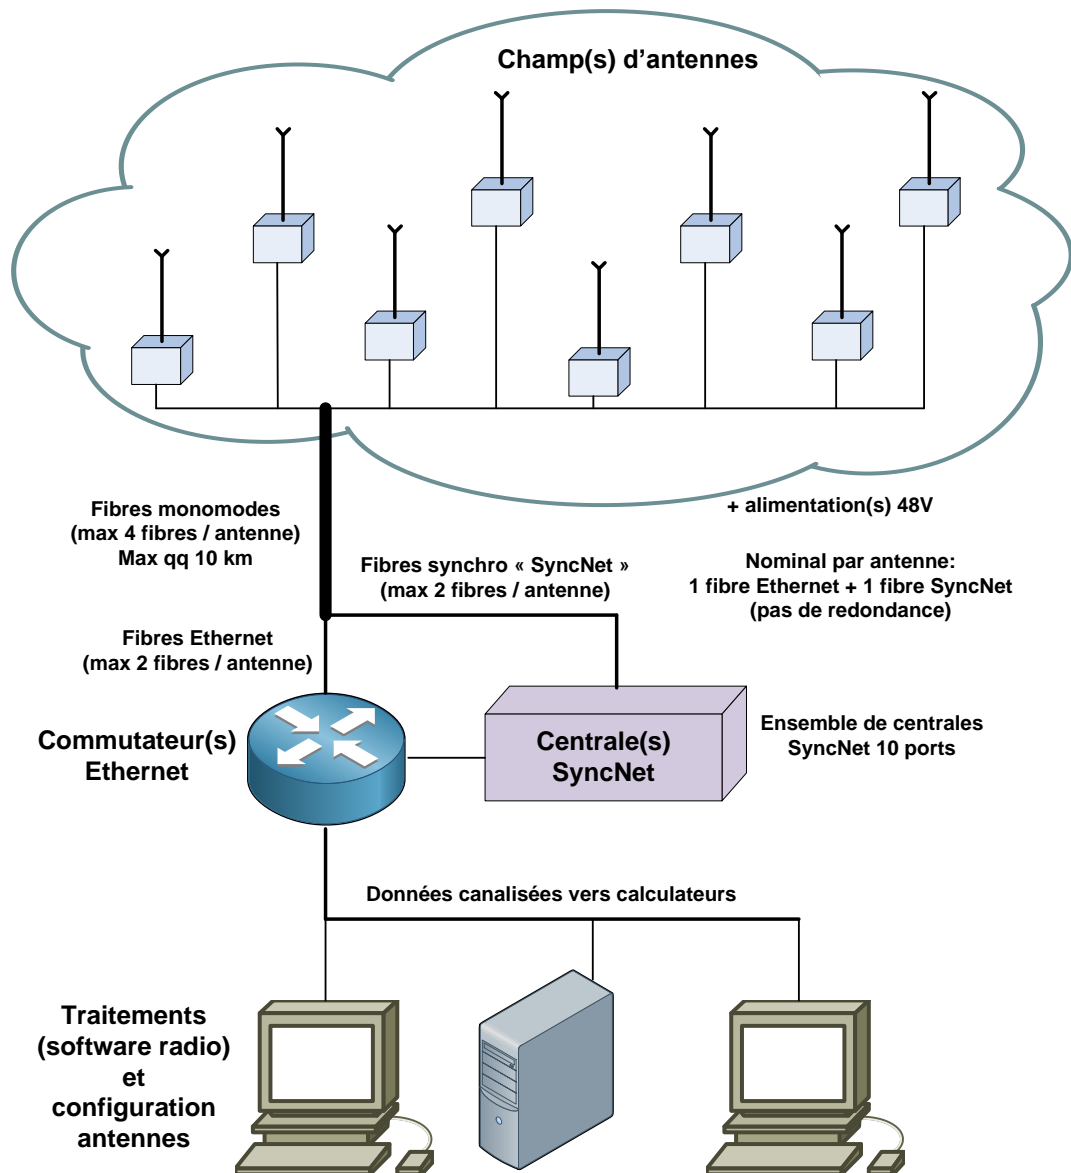 Champ(s) d’antennes
Fibres monomodes
(max 4 fibres / antenne)
Max qq 10 km
+ alimentation(s) 48V
Nominal par antenne:
1 fibre Ethernet + 1 fibre SyncNet
(pas de redondance)
Fibres synchro « SyncNet »
(max 2 fibres / antenne)
Fibres Ethernet
(max 2 fibres / antenne)
Commutateur(s)
Ethernet
Centrale(s)
SyncNet
Ensemble de centrales
SyncNet 10 ports
Données canalisées vers calculateurs
Traitements
(software radio)
et
configuration
antennes